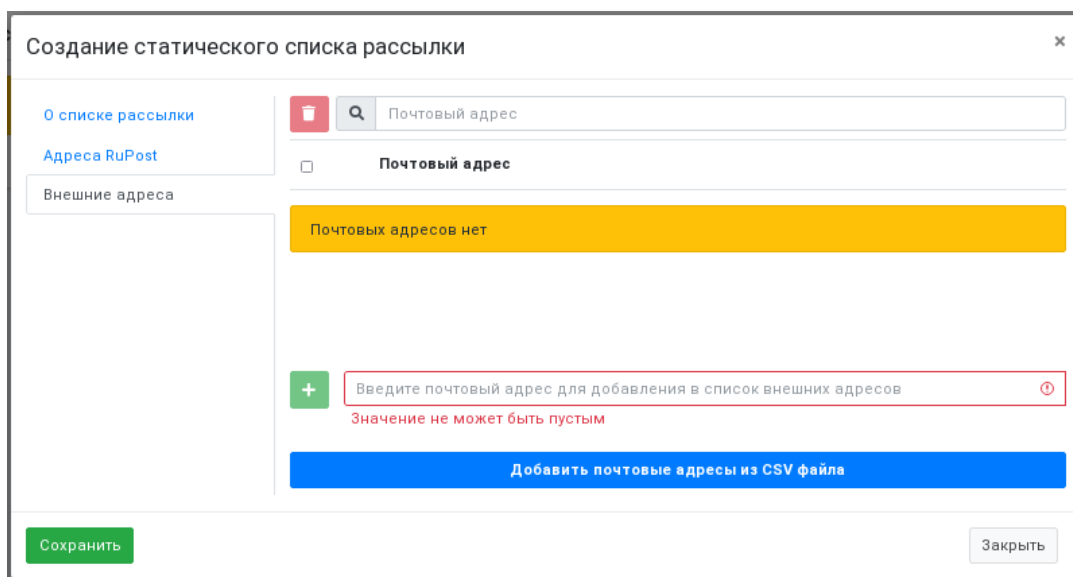 Создание статического списка рассылки
О списке рассылки
Адреса RuPost
Внешние адреса
Почтовый адрес
Почтовый адрес
Почтовых адресов нет
Введите почтовый адрес для добавления в список внешних адресов
Значение не может быть пустым
Добавить почтовые адресы из CSV файла
Сохранить
Закрыть